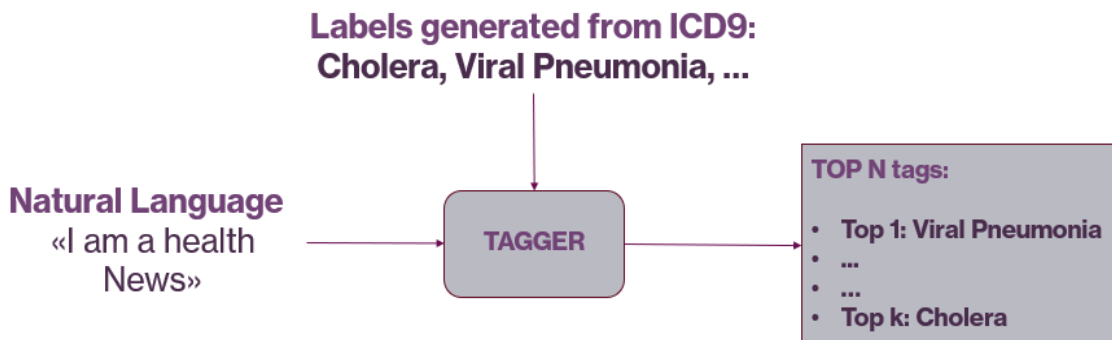 Labels generated from ICD9:
Cholera, Viral Pneumonia, ...
Natural Language
«I am a health
News»
TAGGER
TOP N tags:
• Top 1: Viral Pneumonia
• ...
• ...
• Top k: Cholera